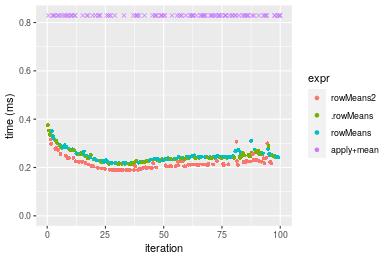 0.8
0.6
0.4
0.2
0.0
time (ms)
0
25
50
75
100
iteration
expr
rowMeans2
.rowMeans
rowMeans
apply+mean